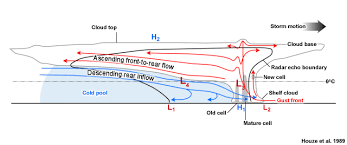 Storm motion
H2
Cloud top
Cloud base
Ascending front-to-rear flow
Radar echo boundary
Descending rear inflow
New cell
L4
0°C
L3
Cold pool
Shelf cloud
Gust front
L1
H1
L2
Old cell
Mature cell
Houze et al. 1989